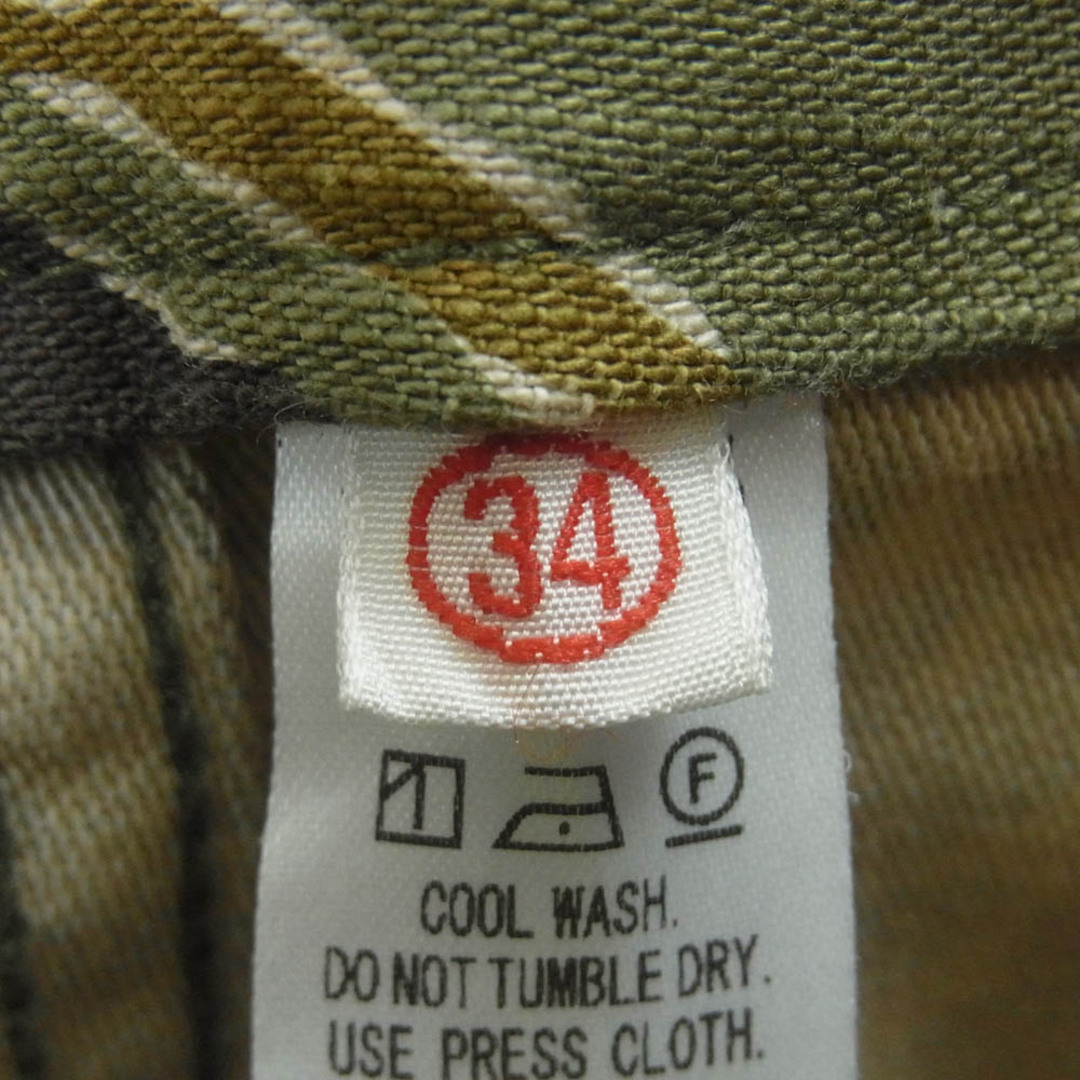 34
F
COOL WASH.
DO NOT TUMBLE DRY.
USE PRESS CLOTH.